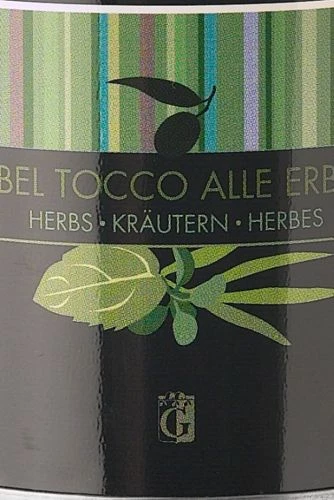 BEL TOCCO ALLE ERB
HERBS · KRÄUTERN · HERBES
G